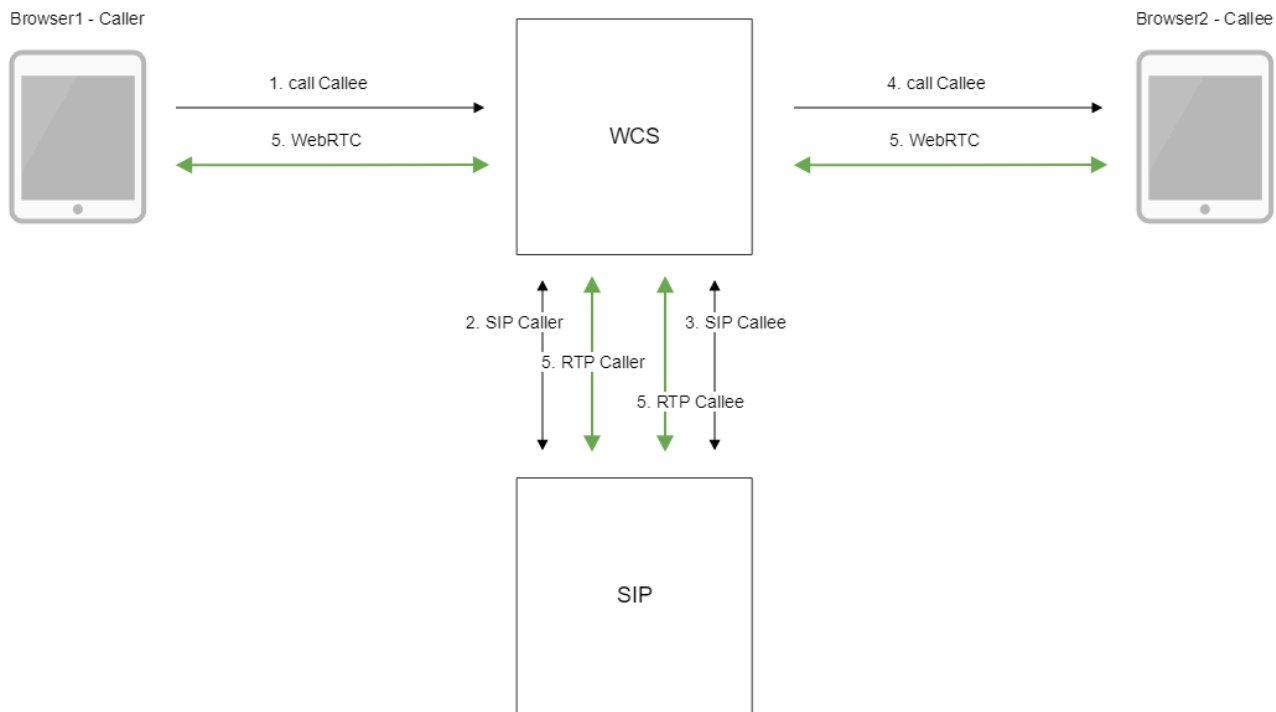 Browser1 - Caller
Browser2 - Callee
1. call Callee
4. call Callee
5. WebRTC
WCS
5. WebRTC
2. SIP Caller
3. SIP Callee
5. RTP Caller
5. RTP Callee
SIP